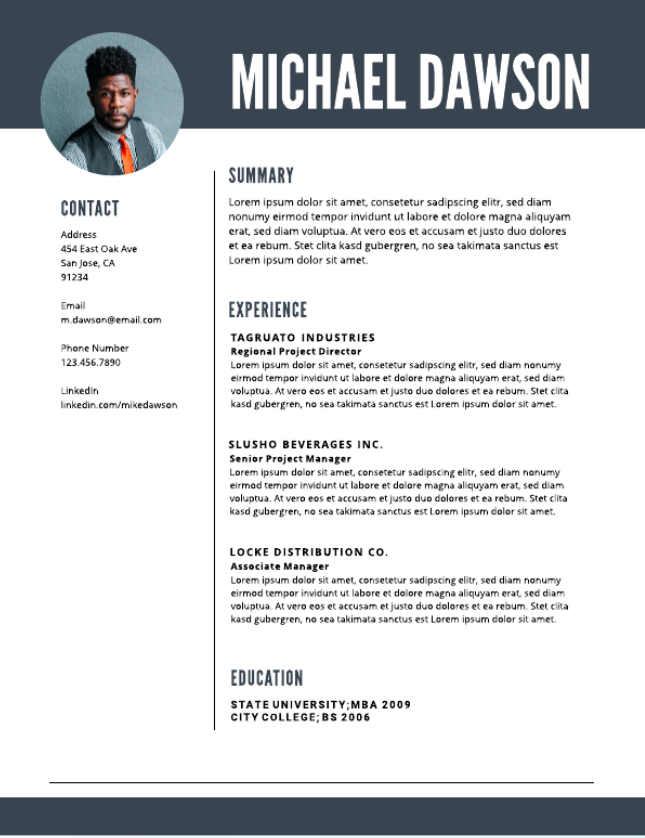 MICHAEL DAWSON
CONTACT
Address
454 East Oak Ave
San Jose, CA
91234
Email
m.dawson@email.com
Phone Number
123.456.7890
LinkedIn
linkedin.com/mikedawson
SUMMARY
Lorem ipsum dolor sit amet, consetetur sadipscing elitr, sed diam
nonumy eirmod tempor invidunt ut labore et dolore magna aliquyam
erat, sed diam voluptua. At vero eos et accusam et justo duo dolores
et ea rebum. Stet clita kasd gubergren, no sea takimata sanctus est
Lorem ipsum dolor sit amet.
EXPERIENCE
TAGRUATO INDUSTRIES
Regional Project Director
Lorem ipsum dolor sit amet, consetetur sadipscing elitr, sed diam nonumy
eirmod tempor invidunt ut labore et dolore magna aliquyam erat, sed diam
voluptua. At vero eos et accusam et justo duo dolores et ea rebum. Stet clita
kasd gubergren, no sea takimata sanctus est Lorem ipsum dolor sit amet.
SLUSHO BEVERAGES INC.
Senior Project Manager
Lorem ipsum dolor sit amet, consetetur sadipscing elitr, sed diam nonumy
eirmod tempor invidunt ut labore et dolore magna aliquyam erat, sed diam
voluptua. At vero eos et accusam et justo duo dolores et ea rebum. Stet clita
kasd gubergren, no sea takimata sanctus est Lorem ipsum dolor sit amet.
LOCKE DISTRIBUTION CO.
Associate Manager
Lorem ipsum dolor sit amet, consetetur sadipscing elitr, sed diam nonumy
eirmod tempor invidunt ut labore et dolore magna aliquyam erat, sed diam
voluptua. At vero eos et accusam et justo duo dolores et ea rebum. Stet clita
kasd gubergren, no sea takimata sanctus est Lorem ipsum dolor sit amet.
EDUCATION
STATE UNIVERSITY;MBA 2009
CITY COLLEGE; BS 2006